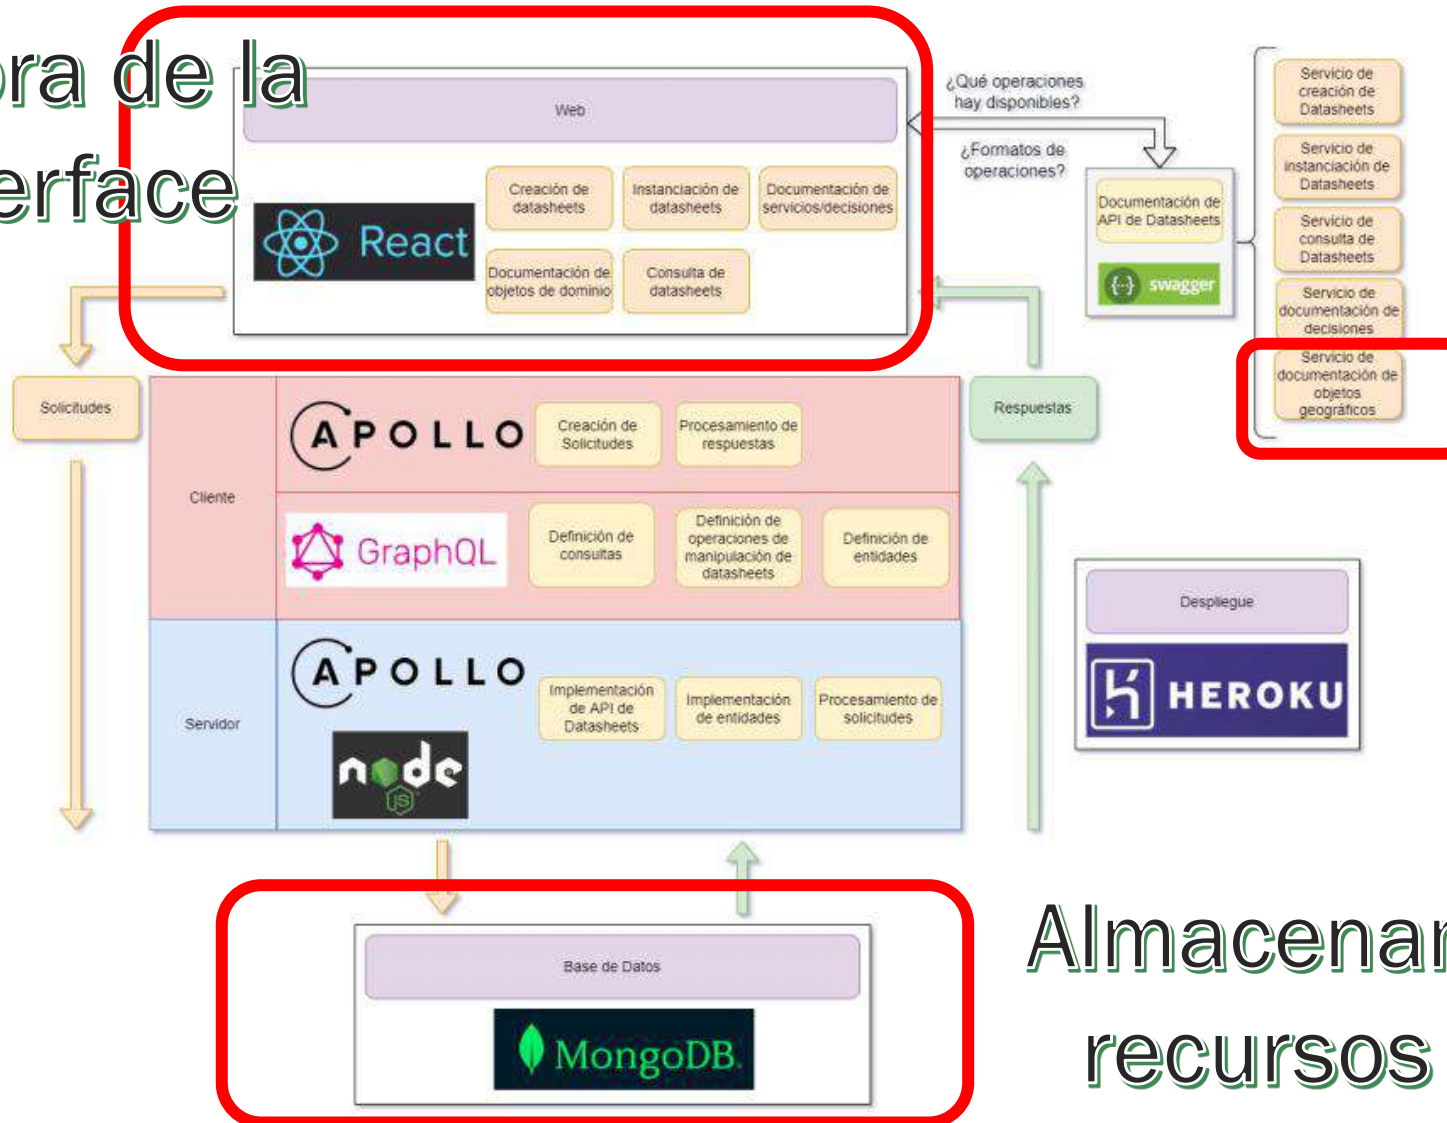 ora de la
erface
Web
React
Creación de
datasheets
Instanciación de
datasheets
Documentación de
servicios/decisiones
Documentación de
objetos de dominio
Consulta de
datasheets
¿Qué operaciones
hay disponibles?
¿Formatos de
operaciones?
Documentación de
API de Datasheets
{...} swagger
Servicio de
creación de
Datasheets
Servicio de
instanciación de
Datasheets
Servicio de
consulta de
Datasheets
Servicio de
documentación de
decisiones
Servicio de
documentación de
objetos
geográficos
Solicitudes
Respuestas
Cliente
APOLLO
Creación de
Solicitudes
Procesamiento de
respuestas
GraphQL
Definición de
consultas
Definición de
operaciones de
manipulación de
datasheets
Definición de
entidades
Servidor
APOLLO
node
JS
Implementación
de API de
Datasheets
Implementación
de entidades
Procesamiento de
solicitudes
Despliegue
HEROKU
Base de Datos
MongoDB.
Almacenar
recursos